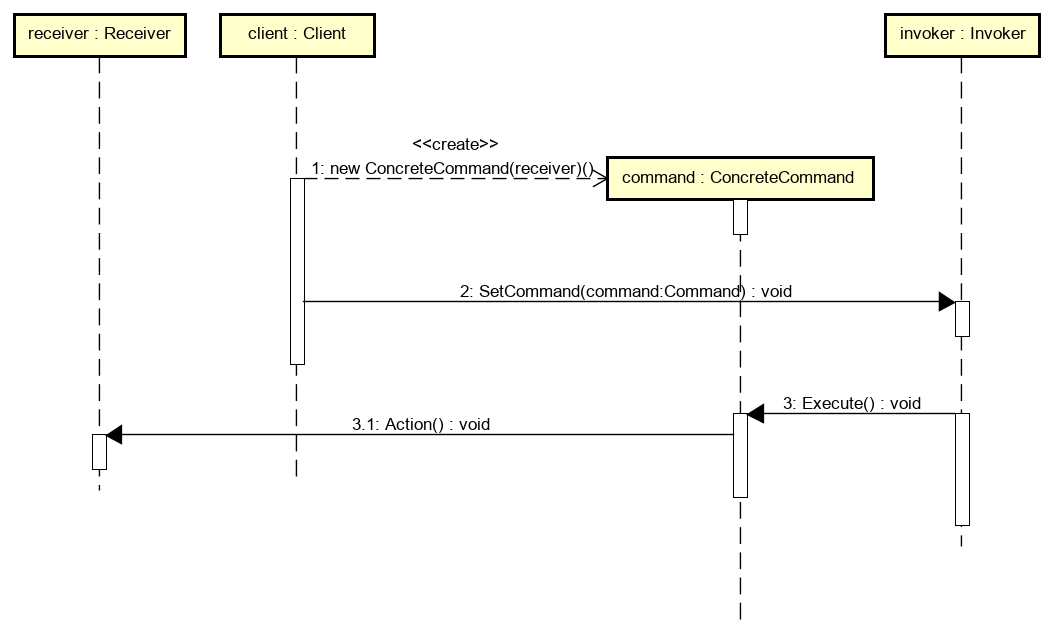 receiver : Receiver
client : Client
invoker : Invoker
<<create>>
1: new ConcreteCommand(receiver)()
command : ConcreteCommand
2: SetCommand(command:Command) : void
3: Execute() : void
3.1: Action() : void